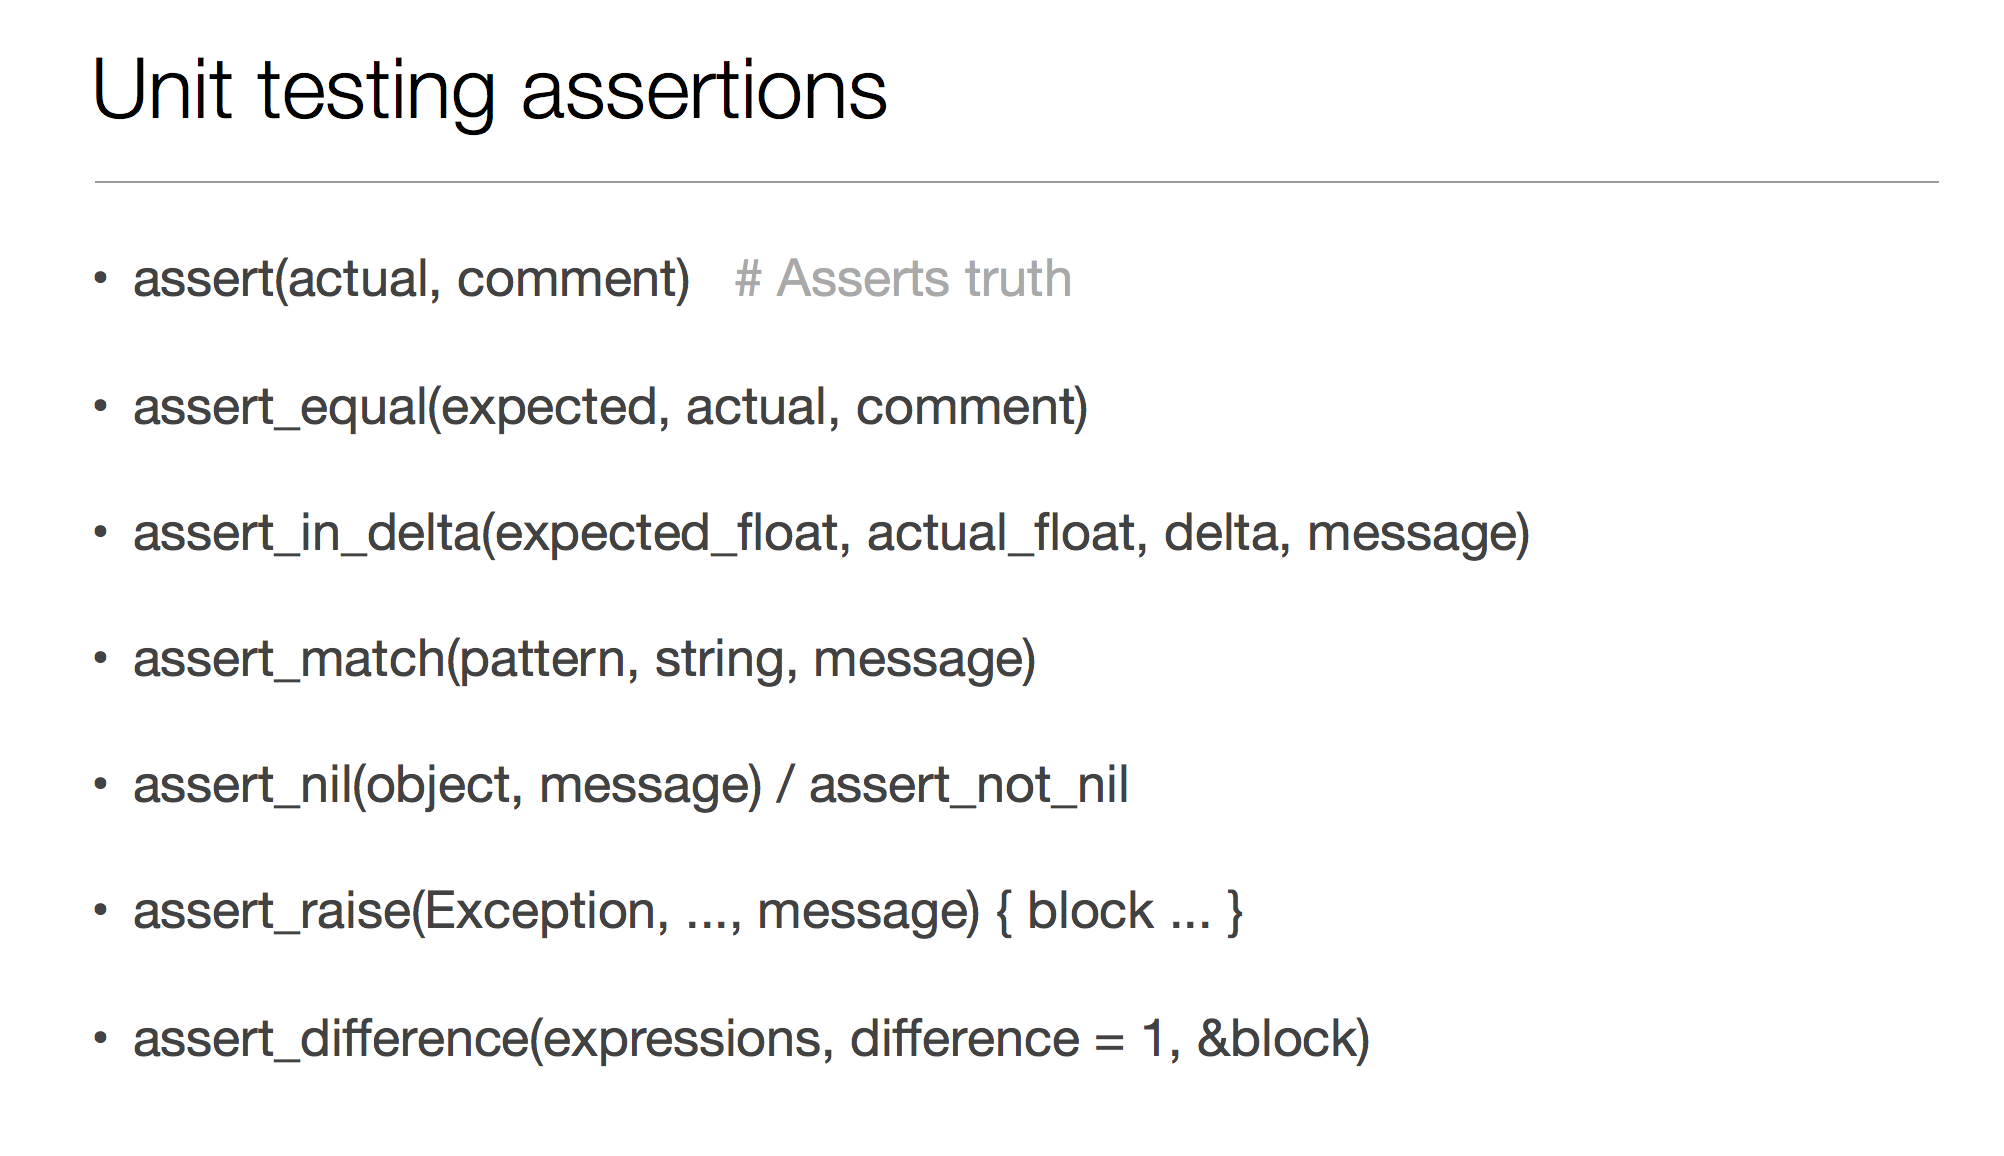 Unit testing assertions
• assert(actual, comment) # Asserts truth
• assert_equal(expected, actual, comment)
• assert_in_delta(expected_float, actual_float, delta, message)
• assert_match(pattern, string, message)
• assert_nil(object, message) / assert_not_nil
• assert_raise(Exception, ..., message) { block ... }
• assert_difference(expressions, difference = 1, &block)